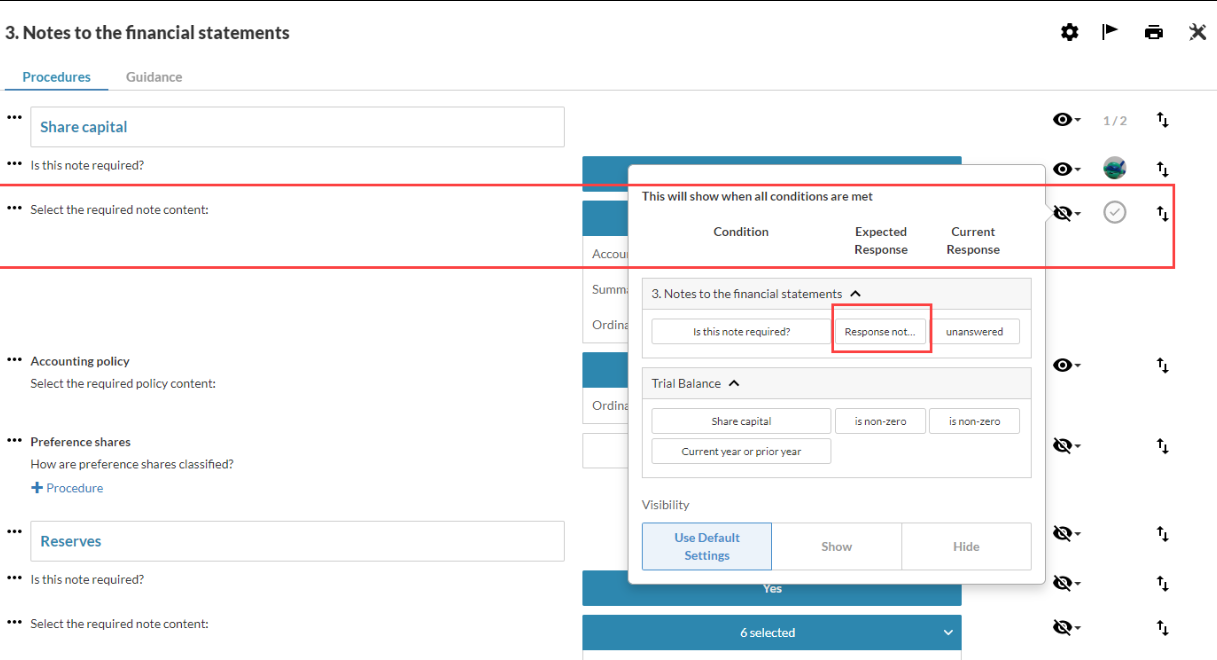 3. Notes to the financial statements
Procedures Guidance
Share capital
1 / 2
Is this note required?
Select the required note content:
This will show when all conditions are met
Condition Expected Response Current Response
3. Notes to the financial statements
Is this note required? Response not... unanswered
Trial Balance
Share capital is non-zero is non-zero
Current year or prior year
Visibility
Use Default Settings Show Hide
Accounting policy
Select the required policy content:
Preference shares
How are preference shares classified?
Procedure
Reserves
Is this note required?
Yes
Select the required note content:
6 selected